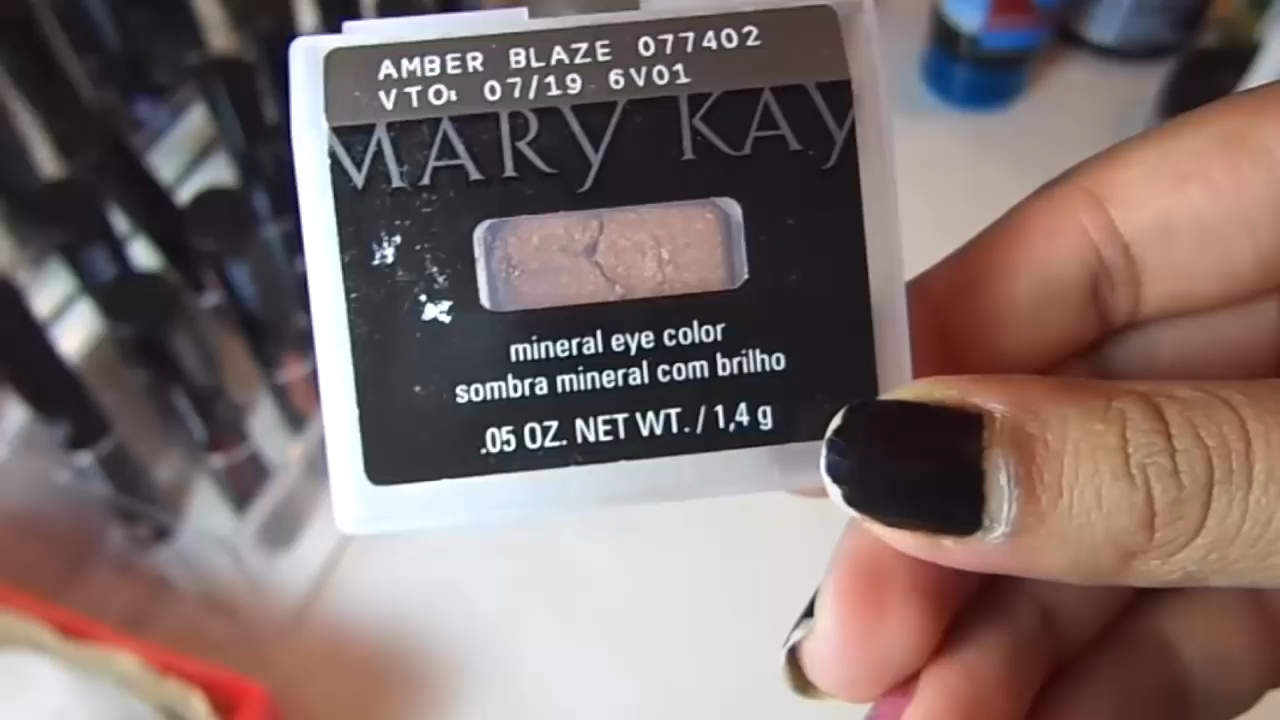 AMBER BLAZE 077402
VTO: 07/19 6V01
MARY KAY
mineral eye color
sombra mineral com brilho
.05 OZ. NET WT. / 1,4 g